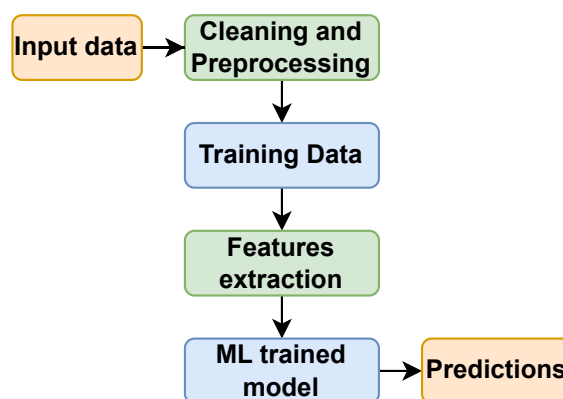 Input data
Cleaning and
Preprocessing
Training Data
Features
extraction
ML trained
model
Predictions